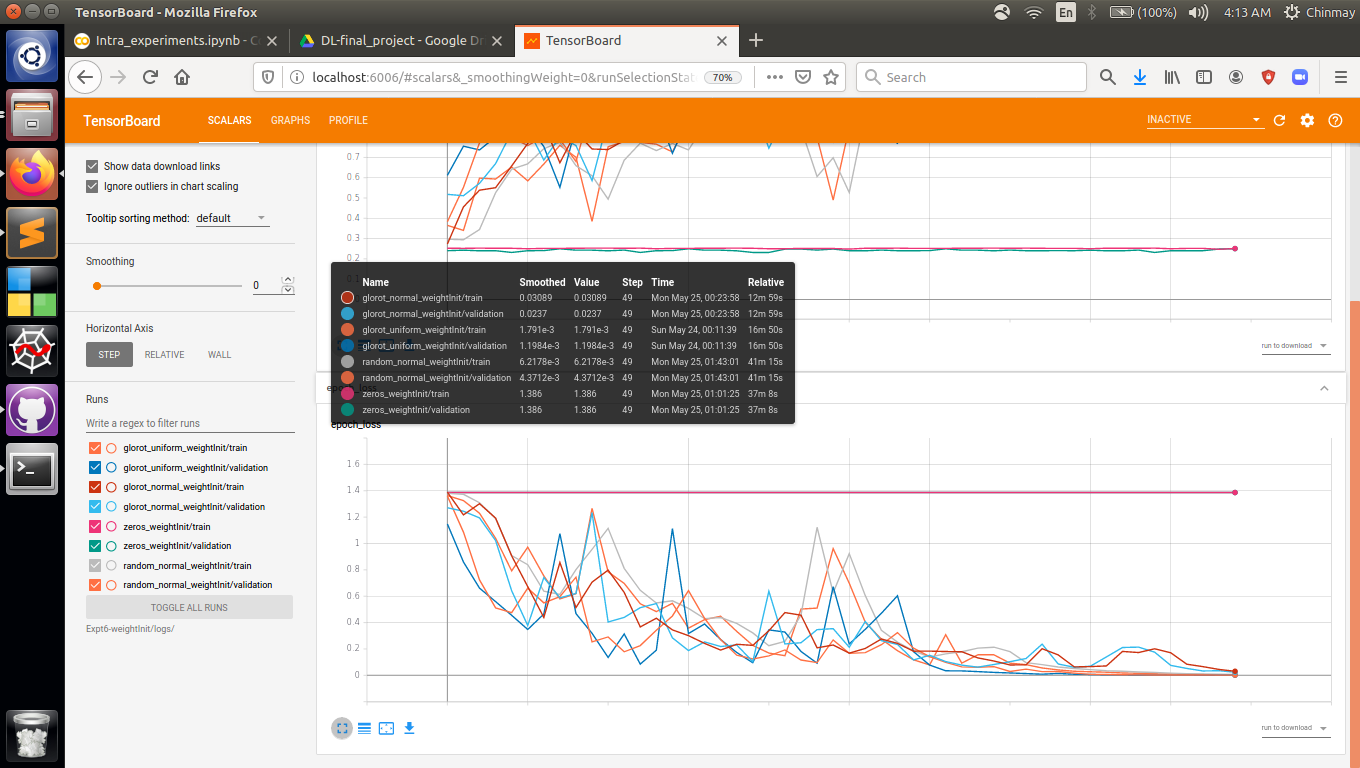 TensorBoard - Mozilla Firefox
En (100%) 4:13 AM Chinmay
Intra_experiments.ipynb - C DL-final_project - Google Dr TensorBoard
localhost:6006/#scalars&_smoothingWeight=0&runSelectionStat 70% Search
TensorBoard SCALARS GRAPHS PROFILE INACTIVE
Show data download links
Ignore outliers in chart scaling
Tooltip sorting method: default
Smoothing
0
Horizontal Axis
STEP RELATIVE WALL
Runs
Write a regex to filter runs
glorot_uniform_weightInit/train
glorot_uniform_weightInit/validation
glorot_normal_weightInit/train
glorot_normal_weightInit/validation
zeros_weightInit/train
zeros_weightInit/validation
random_normal_weightInit/train
random_normal_weightInit/validation
TOGGLE ALL RUNS
Expt6-weightInit/logs/
0.7
0.6
0.5
0.4
0.3
0.2
0.1
Name Smoothed Value Step Time Relative
glorot_normal_weightInit/train 0.03089 0.03089 49 Mon May 25, 00:23:58 12m 59s
glorot_normal_weightInit/validation 0.0237 0.0237 49 Mon May 25, 00:23:58 12m 59s
glorot_uniform_weightInit/train 1.791e-3 1.791e-3 49 Sun May 24, 00:11:39 16m 50s
glorot_uniform_weightInit/validation 1.1984e-3 1.1984e-3 49 Sun May 24, 00:11:39 16m 50s
random_normal_weightInit/train 6.2178e-3 6.2178e-3 49 Mon May 25, 01:43:01 41m 15s
random_normal_weightInit/validation 4.3712e-3 4.3712e-3 49 Mon May 25, 01:43:01 41m 15s
zeros_weightInit/train 1.386 1.386 49 Mon May 25, 01:01:25 37m 8s
zeros_weightInit/validation 1.386 1.386 49 Mon May 25, 01:01:25 37m 8s
run to download
epoch_loss
epoch_loss
1.6
1.4
1.2
1
0.8
0.6
0.4
0.2
0
run to download